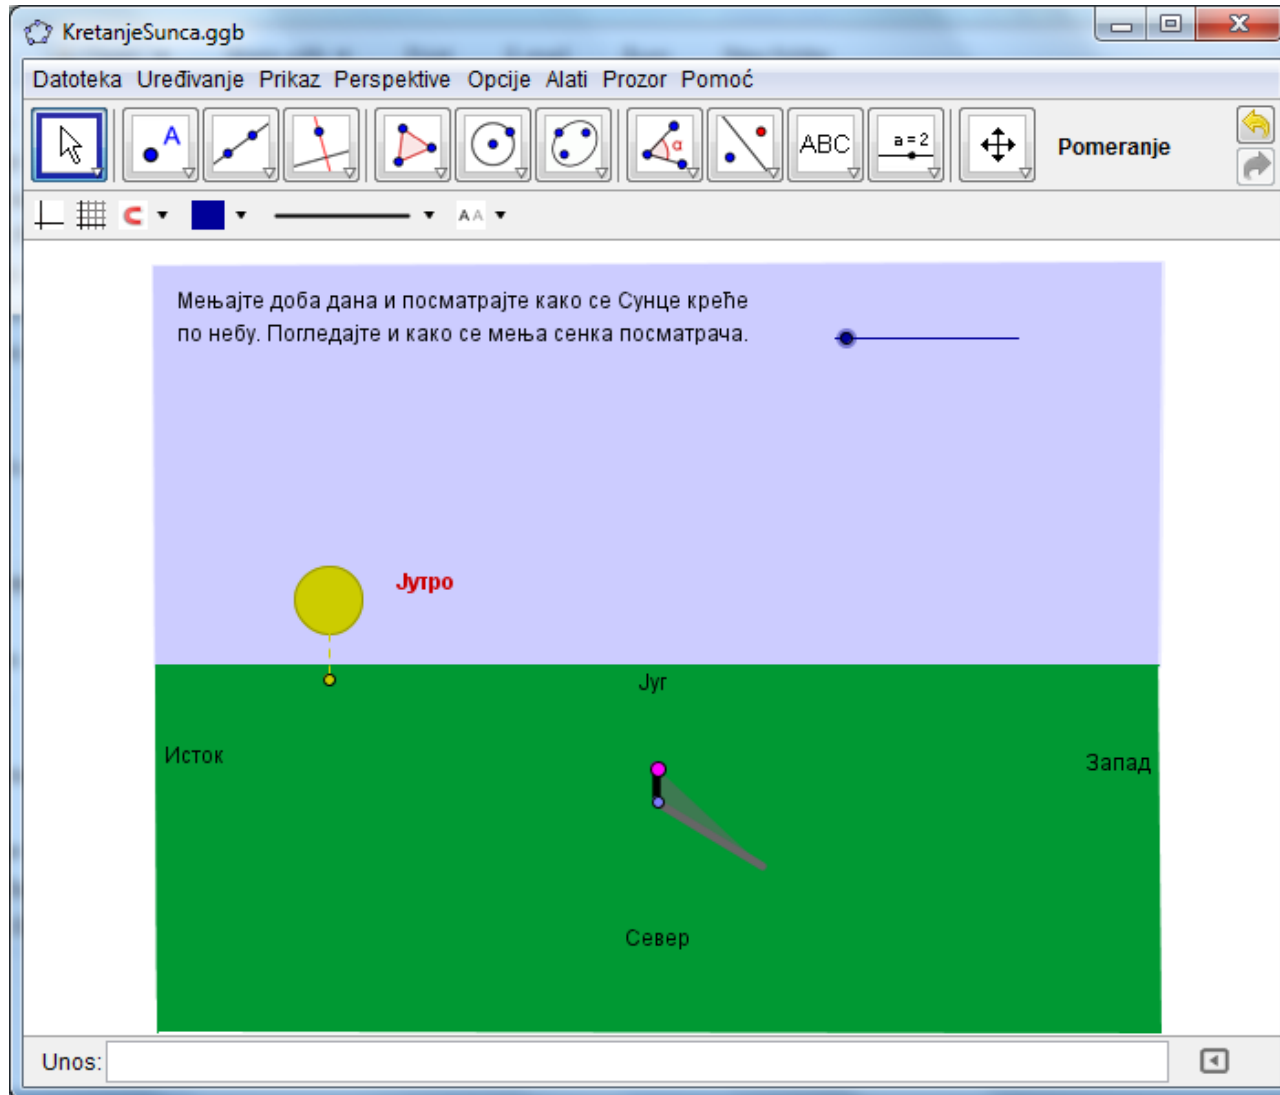 KretanjeSunca.ggb
Datoteka Uređivanje Prikaz Perspektive Opcije Alati Prozor Pomoć
A α ABC a=2 Pomeranje
A A
Мењајте доба дана и посматрајте како се Сунце креће
по небу. Погледајте и како се мења сенка посматрача.
Јутро
Југ
Исток
Запад
Север
Unos: